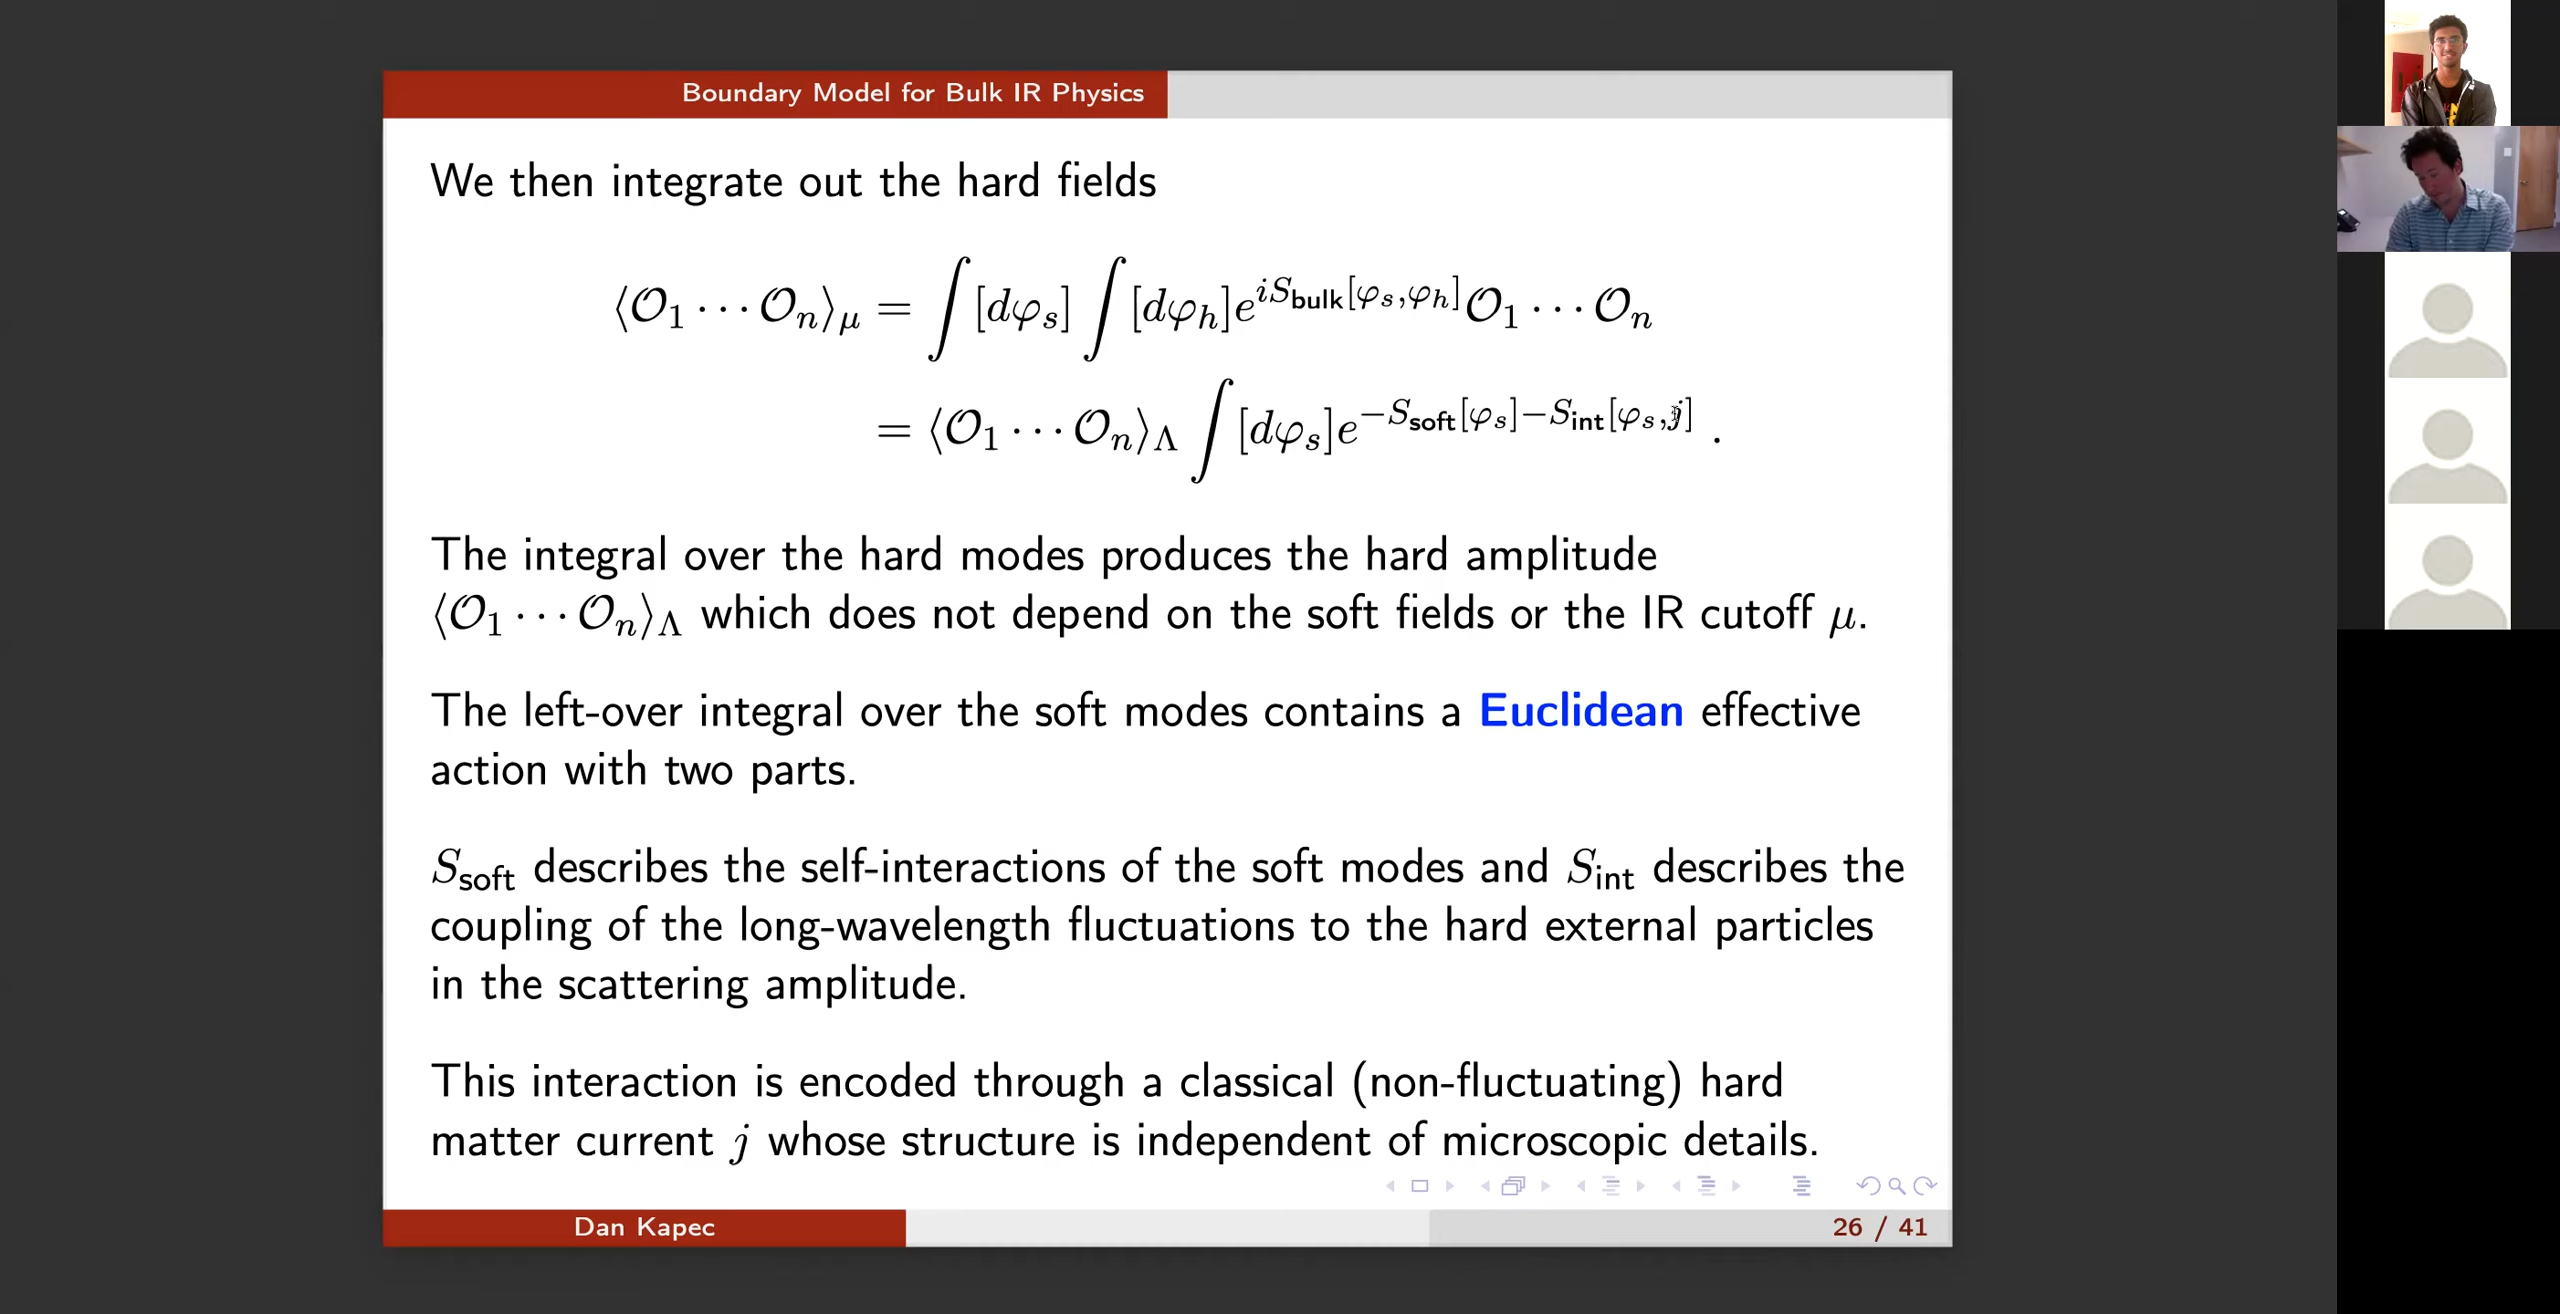 Boundary Model for Bulk IR Physics
We then integrate out the hard fields
⟨𝒪₁ ⋯ 𝒪ₙ⟩_μ = ∫[dφ_s] ∫[dφ_h]e^{iS_bulk[φ_s,φ_h]}𝒪₁ ⋯ 𝒪ₙ
= ⟨𝒪₁ ⋯ 𝒪ₙ⟩_Λ ∫[dφ_s]e^{−S_soft[φ_s]−S_int[φ_s,j]} .
The integral over the hard modes produces the hard amplitude
⟨𝒪₁ ⋯ 𝒪ₙ⟩_Λ which does not depend on the soft fields or the IR cutoff μ.
The left-over integral over the soft modes contains a Euclidean effective
action with two parts.
S_soft describes the self-interactions of the soft modes and S_int describes the
coupling of the long-wavelength fluctuations to the hard external particles
in the scattering amplitude.
This interaction is encoded through a classical (non-fluctuating) hard
matter current j whose structure is independent of microscopic details.
Dan Kapec
26 / 41